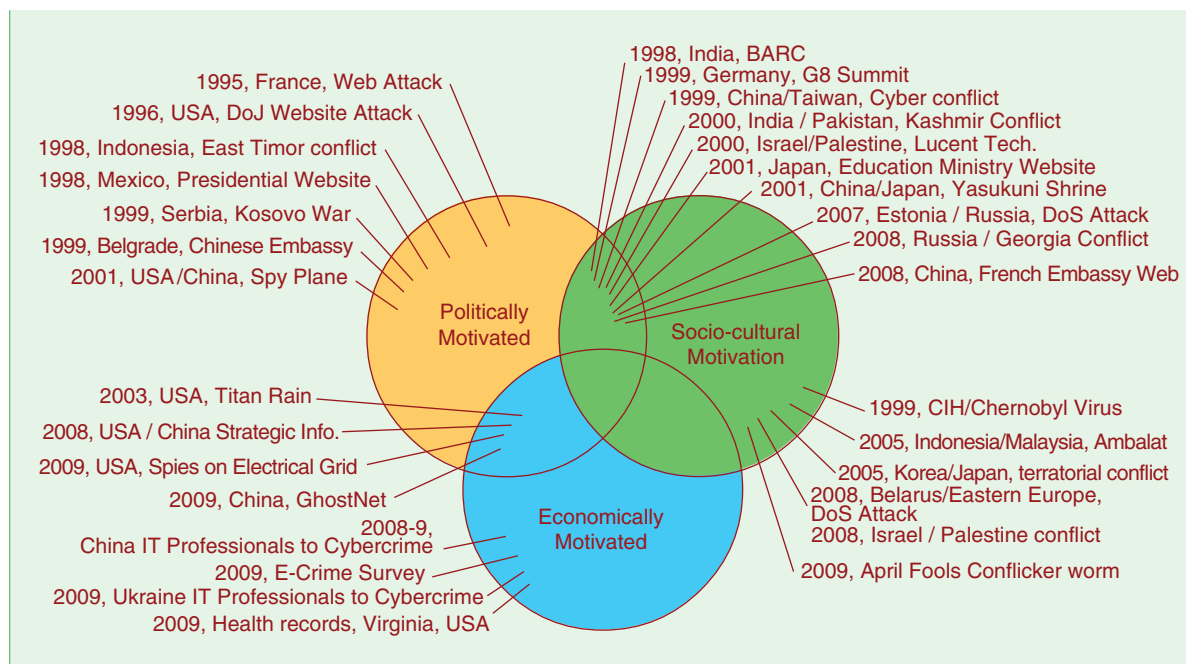 1995, France, Web Attack
1996, USA, DoJ Website Attack
1998, Indonesia, East Timor conflict
1998, Mexico, Presidential Website
1999, Serbia, Kosovo War
1999, Belgrade, Chinese Embassy
2001, USA/China, Spy Plane
1998, India, BARC
1999, Germany, G8 Summit
1999, China/Taiwan, Cyber conflict
2000, India / Pakistan, Kashmir Conflict
2000, Israel/Palestine, Lucent Tech.
2001, Japan, Education Ministry Website
2001, China/Japan, Yasukuni Shrine
2007, Estonia / Russia, DoS Attack
2008, Russia / Georgia Conflict
2008, China, French Embassy Web
Politically
Motivated
Socio-cultural
Motivation
2003, USA, Titan Rain
2008, USA / China Strategic Info.
2009, USA, Spies on Electrical Grid
2009, China, GhostNet
1999, CIH/Chernobyl Virus
2005, Indonesia/Malaysia, Ambalat
2005, Korea/Japan, terratorial conflict
2008, Belarus/Eastern Europe,
DoS Attack
2008, Israel / Palestine conflict
2009, April Fools Conflicker worm
Economically
Motivated
2008-9,
China IT Professionals to Cybercrime
2009, E-Crime Survey
2009, Ukraine IT Professionals to Cybercrime
2009, Health records, Virginia, USA